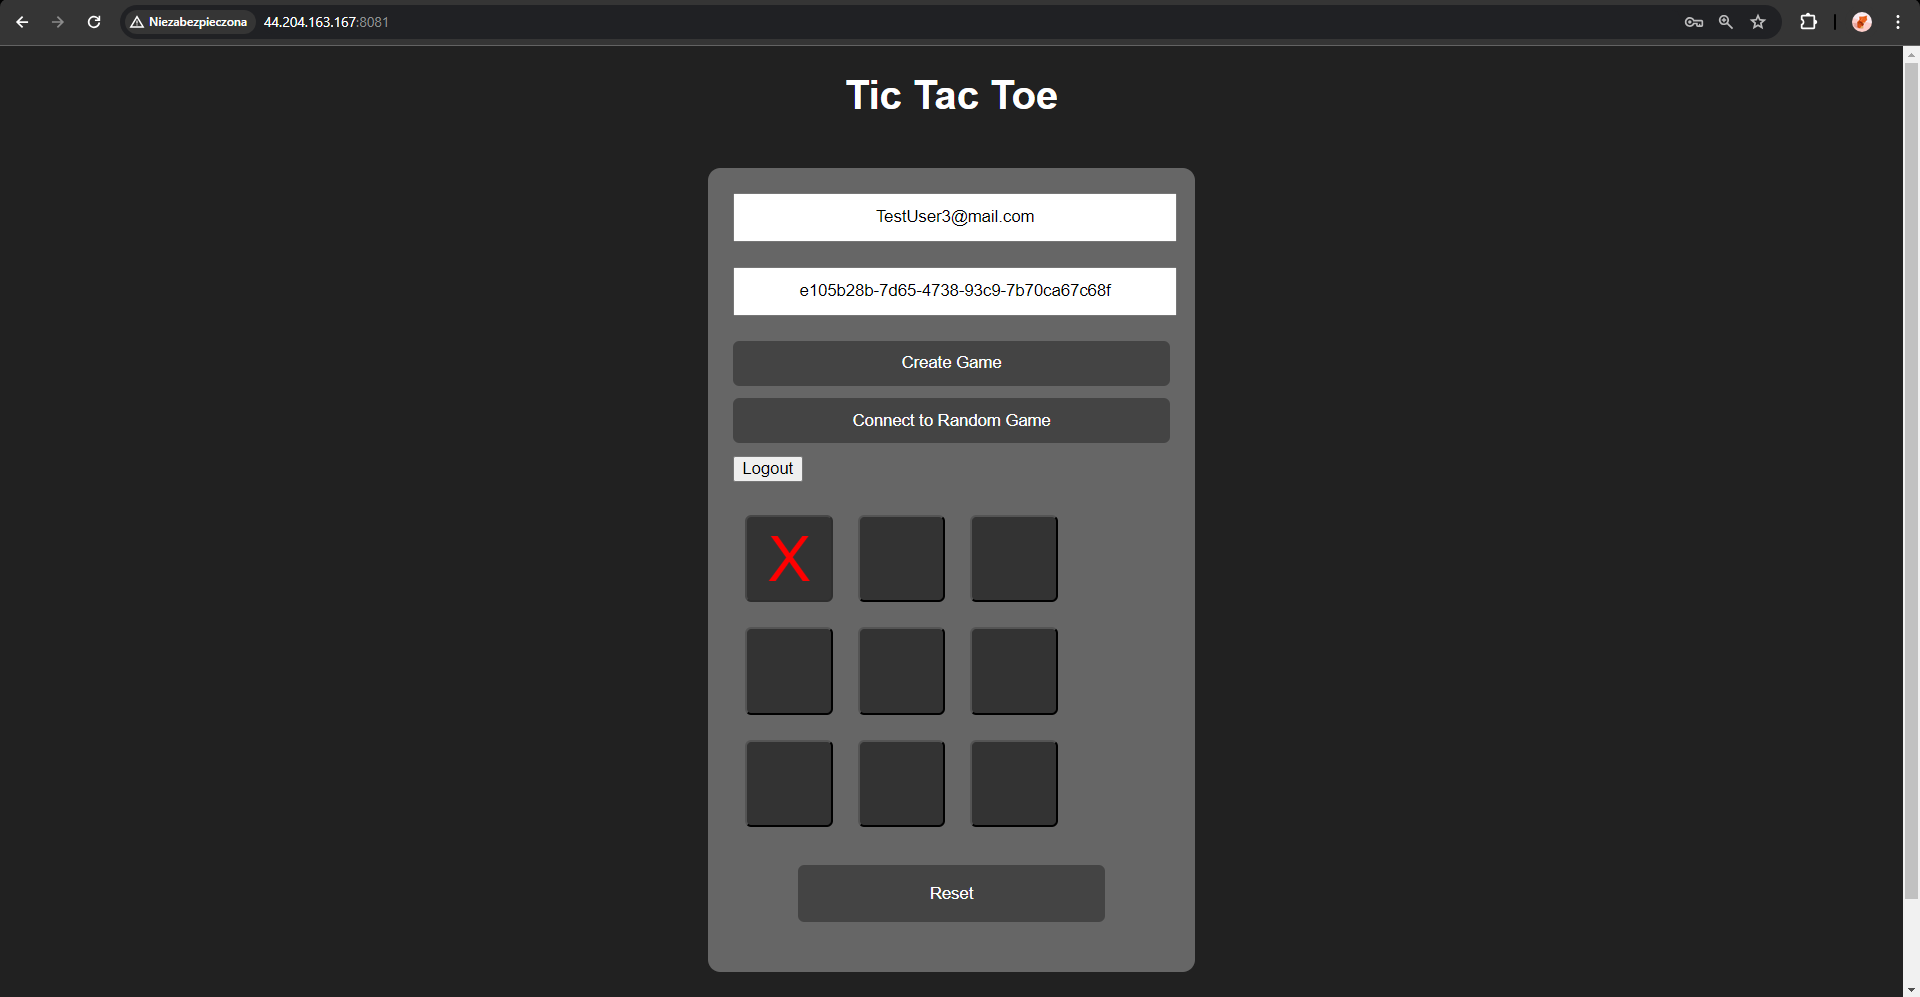 Niezabezpieczona 44.204.163.167:8081
Tic Tac Toe
TestUser3@mail.com
e105b28b-7d65-4738-93c9-7b70ca67c68f
Create Game
Connect to Random Game
Logout
X
Reset